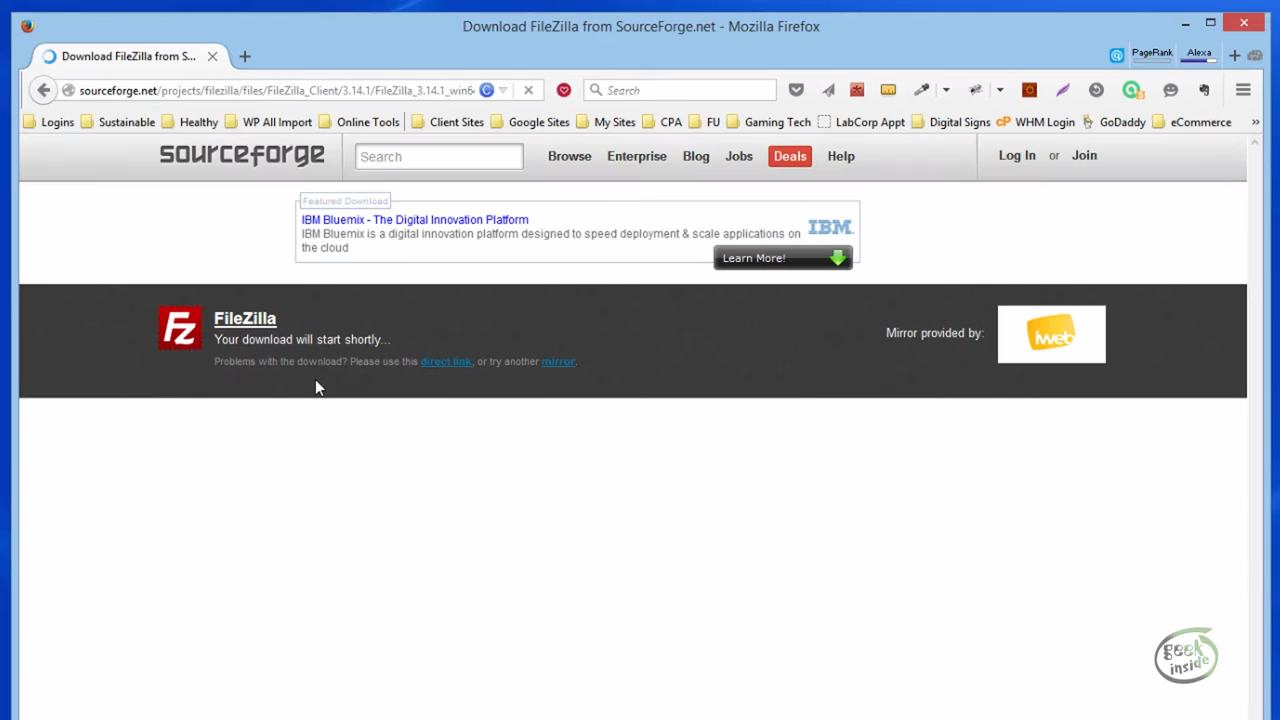 Download FileZilla from SourceForge.net - Mozilla Firefox
Download FileZilla from S...
PageRank
Alexa
sourceforge.net/projects/filezilla/files/FileZilla_Client/3.14.1/FileZilla_3.14.1_win6
Search
Logins
Sustainable
Healthy
WP All Import
Online Tools
Client Sites
Google Sites
My Sites
CPA
FU
Gaming Tech
LabCorp Appt
Digital Signs
cP WHM Login
GoDaddy
eCommerce
sourceforge
Search
Browse
Enterprise
Blog
Jobs
Deals
Help
Log In or Join
Featured Download
IBM Bluemix - The Digital Innovation Platform
IBM Bluemix is a digital innovation platform designed to speed deployment & scale applications on
the cloud
IBM.
Learn More!
Fz
FileZilla
Your download will start shortly...
Problems with the download? Please use this direct link, or try another mirror.
Mirror provided by:
iweb
geek
inside